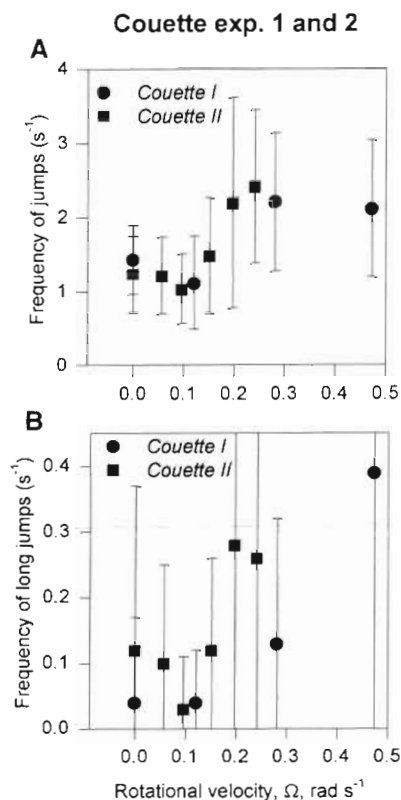 Couette exp. 1 and 2
A
4
3
2
1
0
Frequency of jumps (s⁻¹)
Couette I
Couette II
0.0 0.1 0.2 0.3 0.4 0.5
B
0.4
0.3
0.2
0.1
0.0
Frequency of long jumps (s⁻¹)
Couette I
Couette II
0.0 0.1 0.2 0.3 0.4 0.5
Rotational velocity, Ω, rad s⁻¹